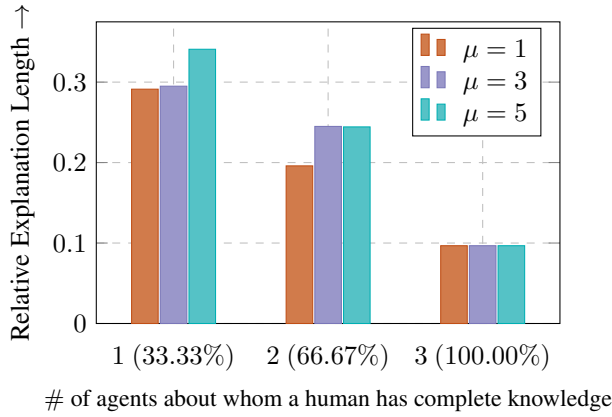 Relative Explanation Length →
0.3
0.2
0.1
0
μ = 1
μ = 3
μ = 5
1 (33.33%) 2 (66.67%) 3 (100.00%)
# of agents about whom a human has complete knowledge